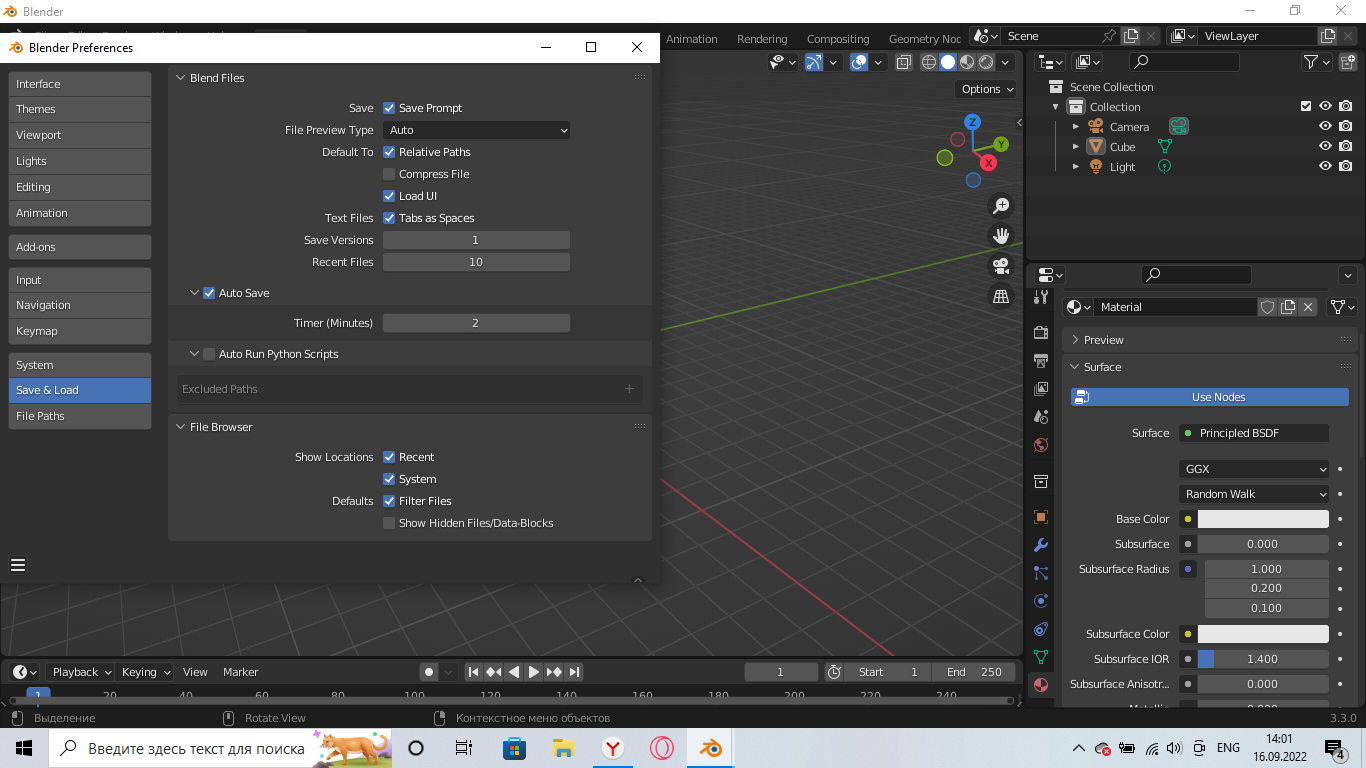 Blender
Blender Preferences
Animation
Rendering
Compositing
Geometry Noc
Scene
ViewLayer
Interface
Themes
Viewport
Lights
Editing
Animation
Add-ons
Input
Navigation
Keymap
System
Save & Load
File Paths
Blend Files
Save
Save Prompt
File Preview Type
Auto
Default To
Relative Paths
Compress File
Load UI
Text Files
Tabs as Spaces
Save Versions
1
Recent Files
10
Auto Save
Timer (Minutes)
2
Auto Run Python Scripts
Excluded Paths
File Browser
Show Locations
Recent
System
Defaults
Filter Files
Show Hidden Files/Data-Blocks
Options
Z
Y
X
Scene Collection
Collection
Camera
Cube
Light
Material
Preview
Surface
Use Nodes
Surface
Principled BSDF
GGX
Random Walk
Base Color
Subsurface
0.000
Subsurface Radius
1.000
0.200
0.100
Subsurface Color
Subsurface IOR
1.400
Subsurface Anisotr...
0.000
Playback
Keying
View
Marker
1
Start 1
End 250
1 20 40 60 80 100 120 140 160 180 200 220 240
Выделение
Rotate View
Контекстное меню объектов
3.3.0
Введите здесь текст для поиска
ENG
14:01
16.09.2022
4